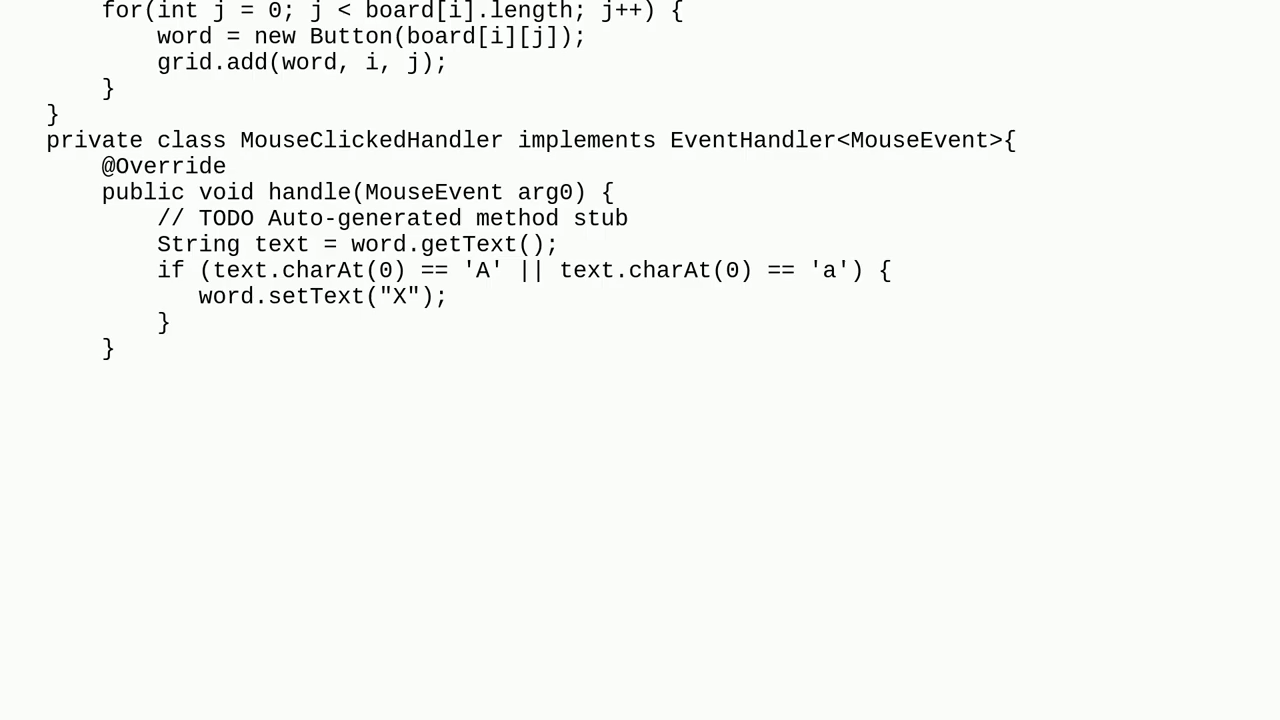 for(int j = 0; j < board[i].length; j++) {
word = new Button(board[i][j]);
grid.add(word, i, j);
}
}
private class MouseClickedHandler implements EventHandler<MouseEvent>{
@Override
public void handle(MouseEvent arg0) {
// TODO Auto-generated method stub
String text = word.getText();
if (text.charAt(0) == 'A' || text.charAt(0) == 'a') {
word.setText("X");
}
}